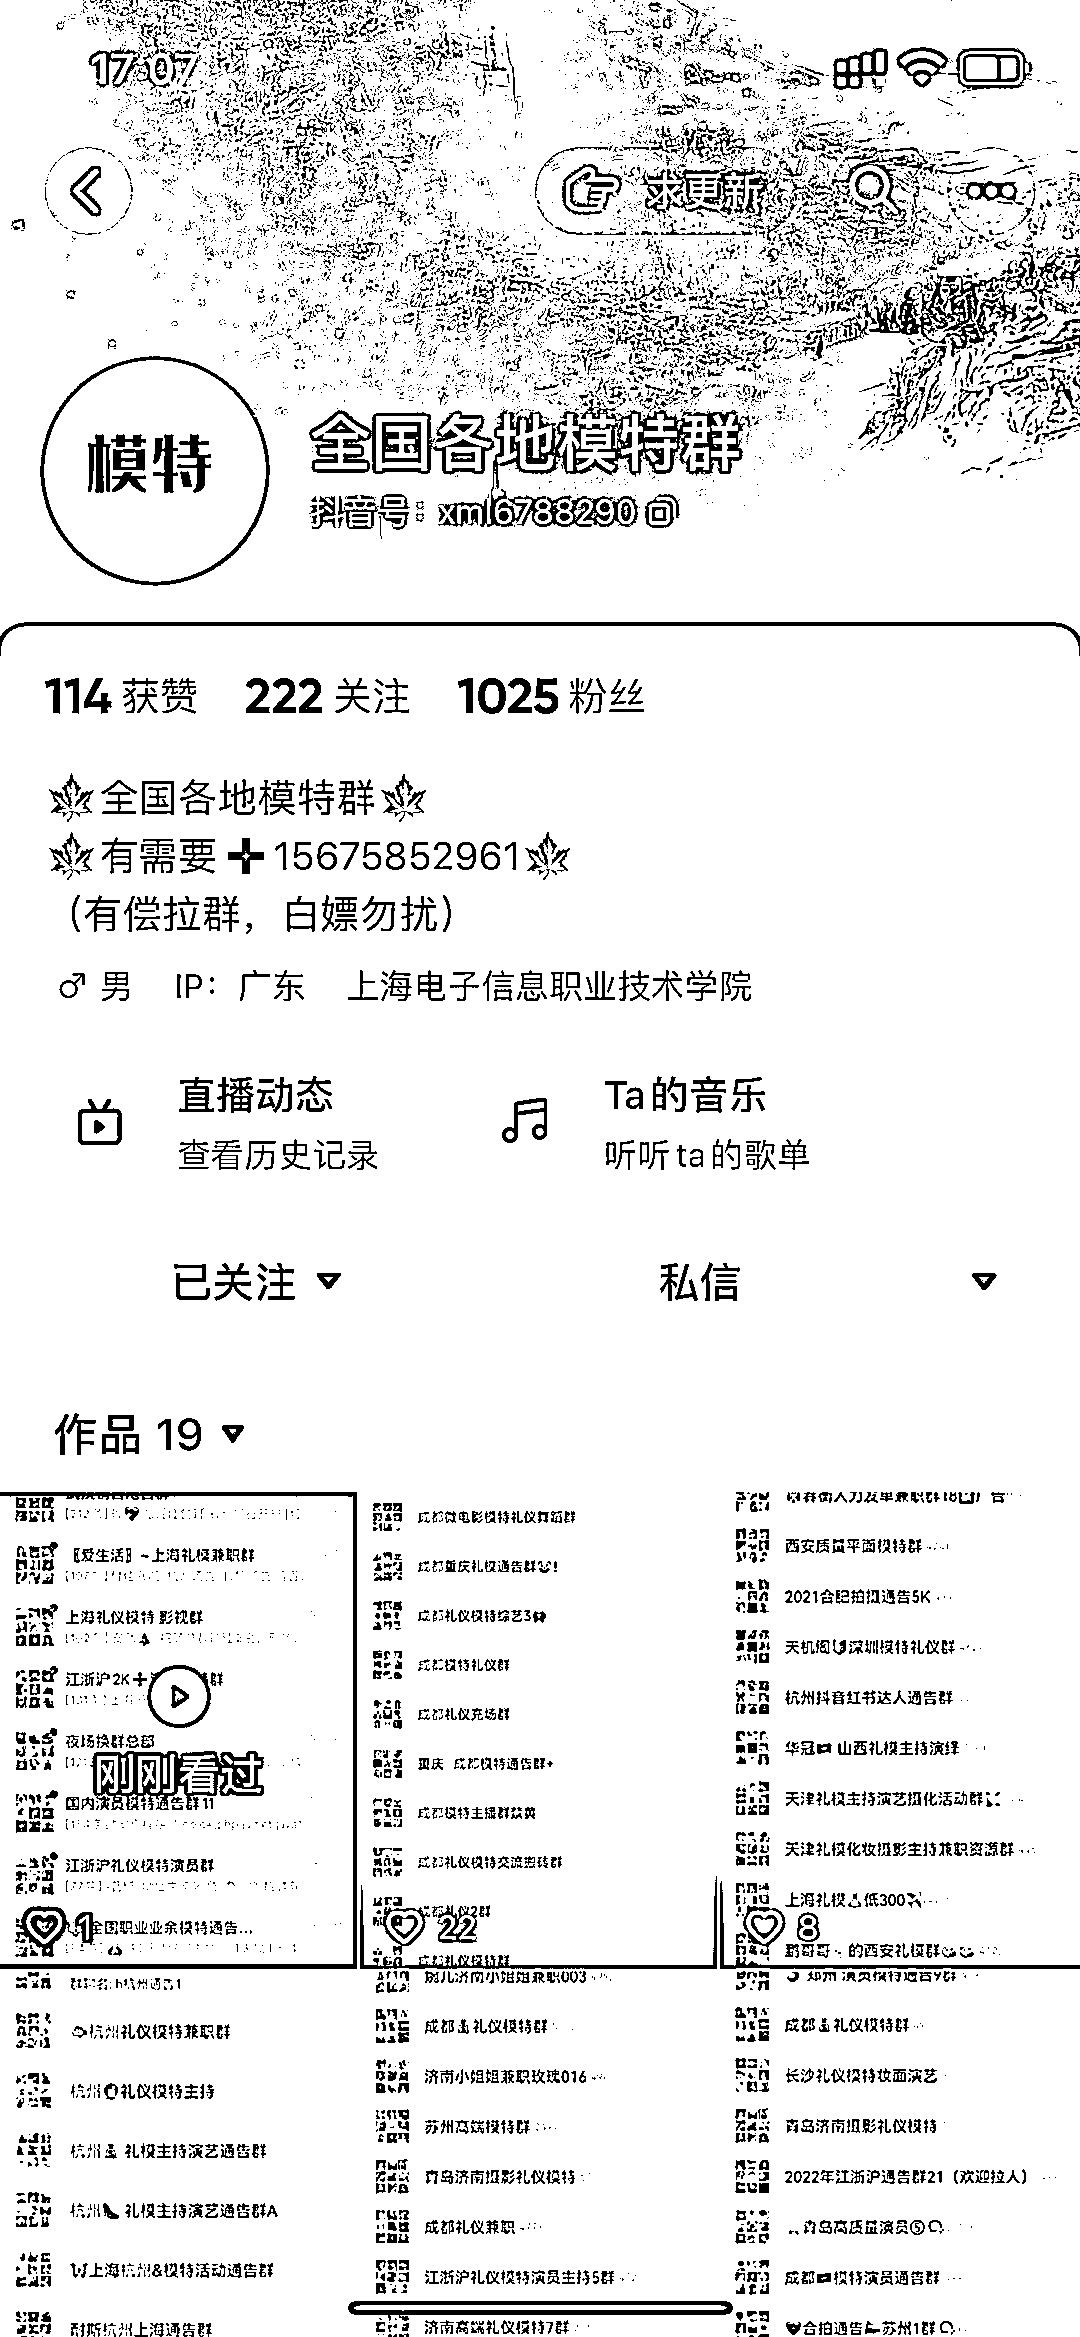 17:07
求更新
模特
全国各地模特群
抖音号：xml6788290
114 获赞 222 关注 1025 粉丝
🍁全国各地模特群🍁
🍁有需要➕15675852961🍁
（有偿拉群，白嫖勿扰）
♂ 男 IP：广东 上海电子信息职业技术学院
直播动态
查看历史记录
Ta的音乐
听听ta的歌单
已关注
私信
作品 19
【爱生活】~上海礼模兼职群
上海礼仪模特 影视群
江浙沪2K+
夜场换群总部
刚刚看过
国内演员模特通告群11
江浙沪礼仪模特演员群
全国职业业余模特通告...
1
成都微电影模特礼仪舞蹈群
成都重庆礼模通告群
成都礼仪模特综艺3
成都模特礼仪群
成都礼仪充场群
重庆 成都模特通告群+
成都模特主播群禁黄
成都礼仪模特交流搬砖群
成都礼仪2群
22
成都礼仪模特群
西安质量平面模特群
2021合肥拍摄通告5K
天机阁深圳模特礼仪群
杭州抖音红书达人通告群
华冠 山西礼模主持演绎
天津礼模主持演艺摄化活动群
天津礼模化妆摄影主持兼职资源群
上海礼模低300
8
鹏哥哥 的西安礼模群
杭州礼仪模特兼职群
杭州礼仪模特主持
杭州 礼模主持演艺通告群
杭州 礼模主持演艺通告群A
上海杭州&模特活动通告群
耐斯杭州上海通告群
成都礼仪模特群
济南小姐姐兼职玫瑰016
苏州高端模特群
青岛济南摄影礼仪模特
成都礼仪兼职
江浙沪礼仪模特演员主持5群
济南高端礼仪模特7群
郑州 演员模特通告9群
成都礼仪模特群
长沙礼仪模特妆面演艺
青岛济南摄影礼仪模特
2022年江浙沪通告群21（欢迎拉人）
青岛高质量演员⑤
成都模特演员通告群
合拍通告 苏州1群